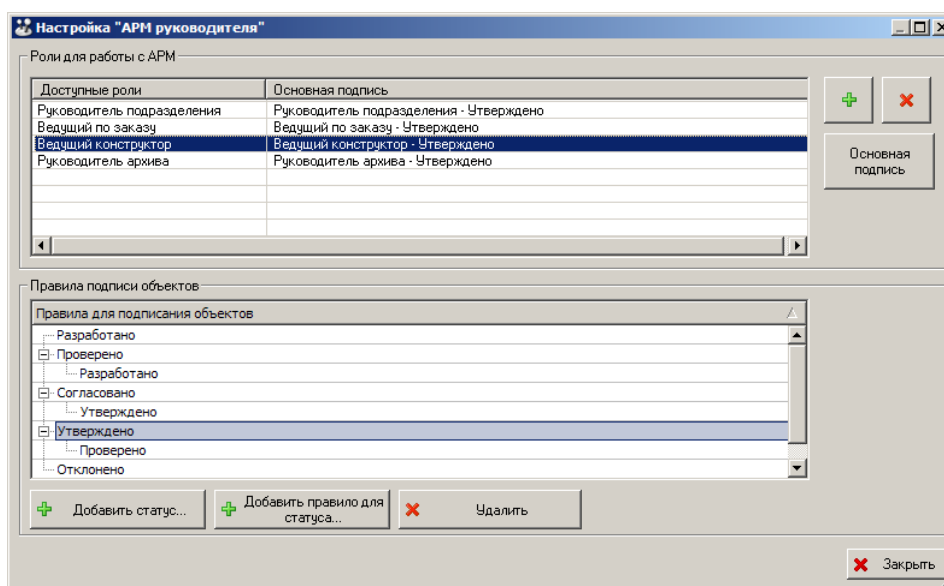 Настройка "АРМ руководителя"
Роли для работы с АРМ
Доступные роли Основная подпись
Руководитель подразделения Руководитель подразделения - Утверждено
Ведущий по заказу Ведущий по заказу - Утверждено
Ведущий конструктор Ведущий конструктор - Утверждено
Руководитель архива Руководитель архива - Утверждено
Основная
подпись
Правила подписи объектов
Правила для подписания объектов
Разработано
Проверено
Разработано
Согласовано
Утверждено
Утверждено
Проверено
Отклонено
Добавить статус...
Добавить правило для
статуса...
Удалить
Закрыть